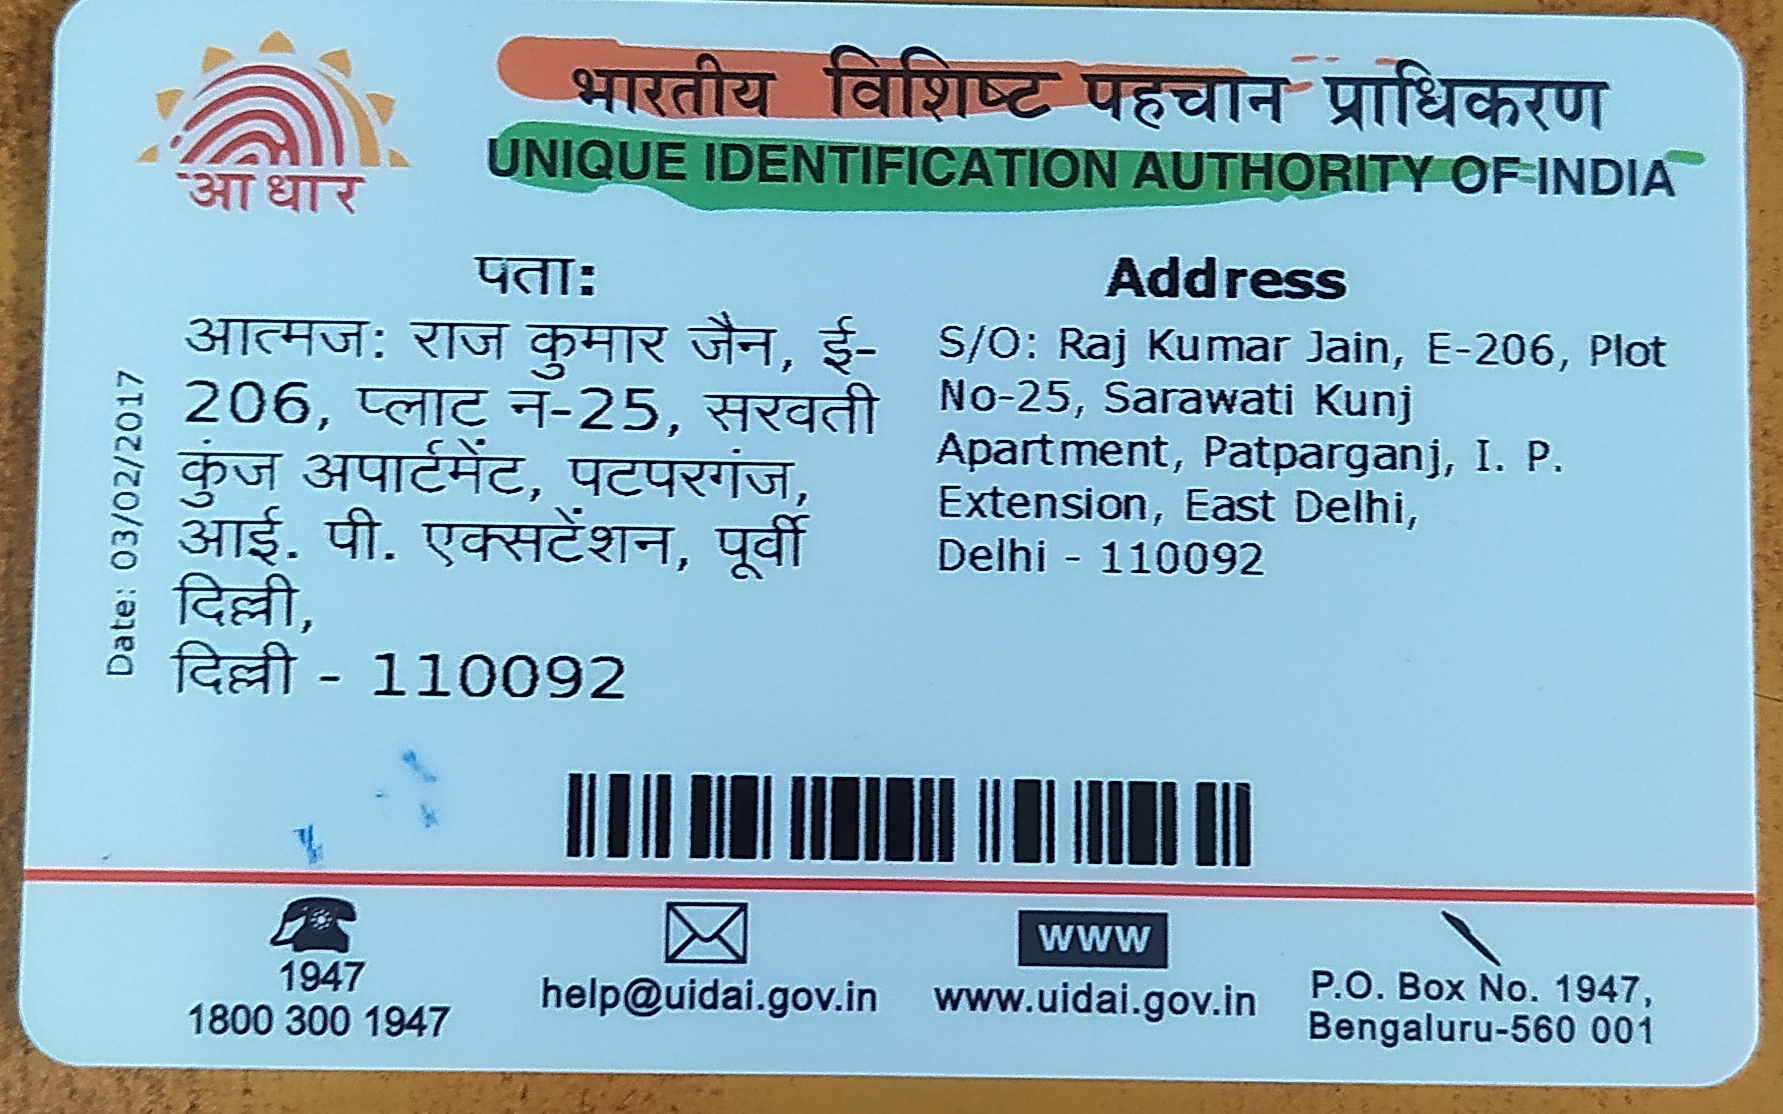 भारतीय विशिष्ट पहचान प्राधिकरण
UNIQUE IDENTIFICATION AUTHORITY OF INDIA
आधार
पता:
आत्मज: राज कुमार जैन, ई-
206, प्लाट न-25, सरवती
कुंज अपार्टमेंट, पटपरगंज,
आई. पी. एक्सटेंशन, पूर्वी
दिल्ली,
दिल्ली - 110092
Address
S/O: Raj Kumar Jain, E-206, Plot
No-25, Sarawati Kunj
Apartment, Patparganj, I. P.
Extension, East Delhi,
Delhi - 110092
Date: 03/02/2017
1947
1800 300 1947
help@uidai.gov.in
www
www.uidai.gov.in
P.O. Box No. 1947,
Bengaluru-560 001